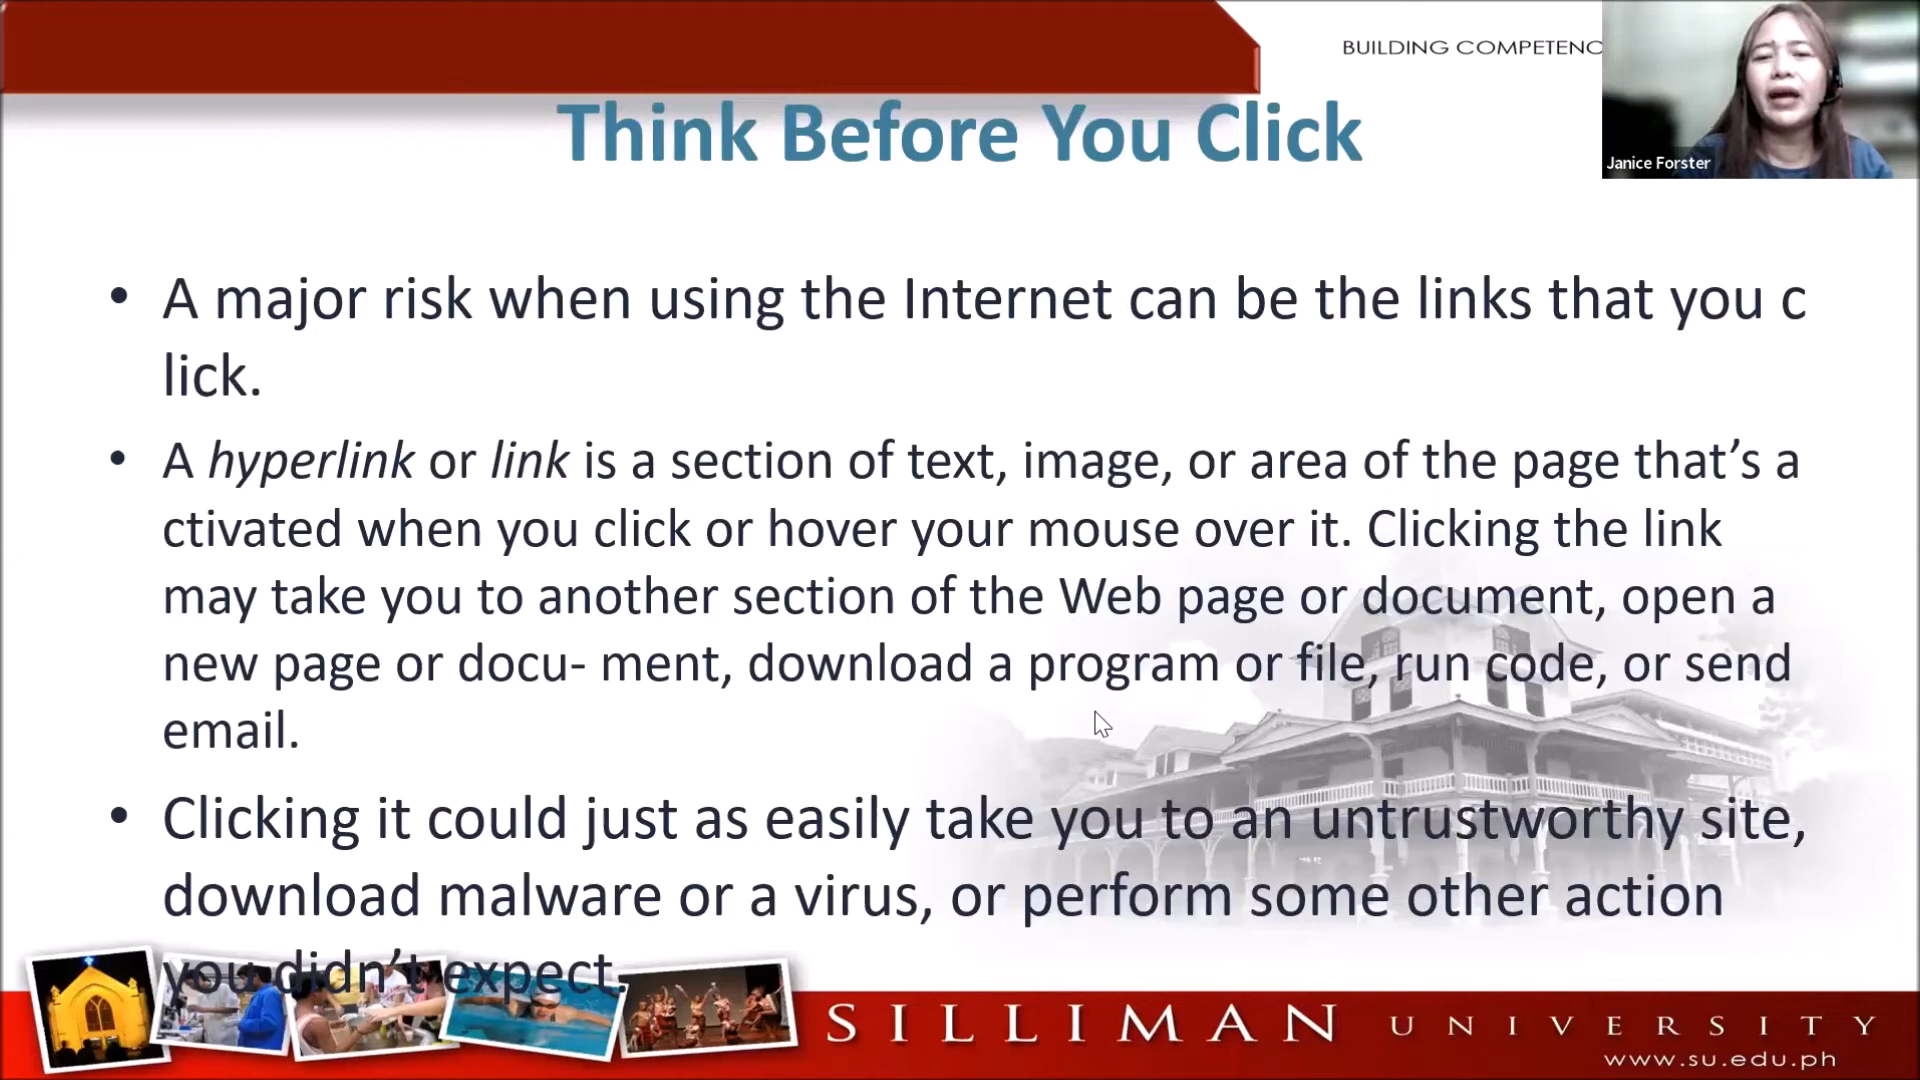 BUILDING COMPETENC
Janice Forster
Think Before You Click
• A major risk when using the Internet can be the links that you c
lick.
• A hyperlink or link is a section of text, image, or area of the page that’s a
ctivated when you click or hover your mouse over it. Clicking the link
may take you to another section of the Web page or document, open a
new page or docu- ment, download a program or file, run code, or send
email.
• Clicking it could just as easily take you to an untrustworthy site,
download malware or a virus, or perform some other action
you didn’t expect.
SILLIMAN UNIVERSITY
www.su.edu.ph